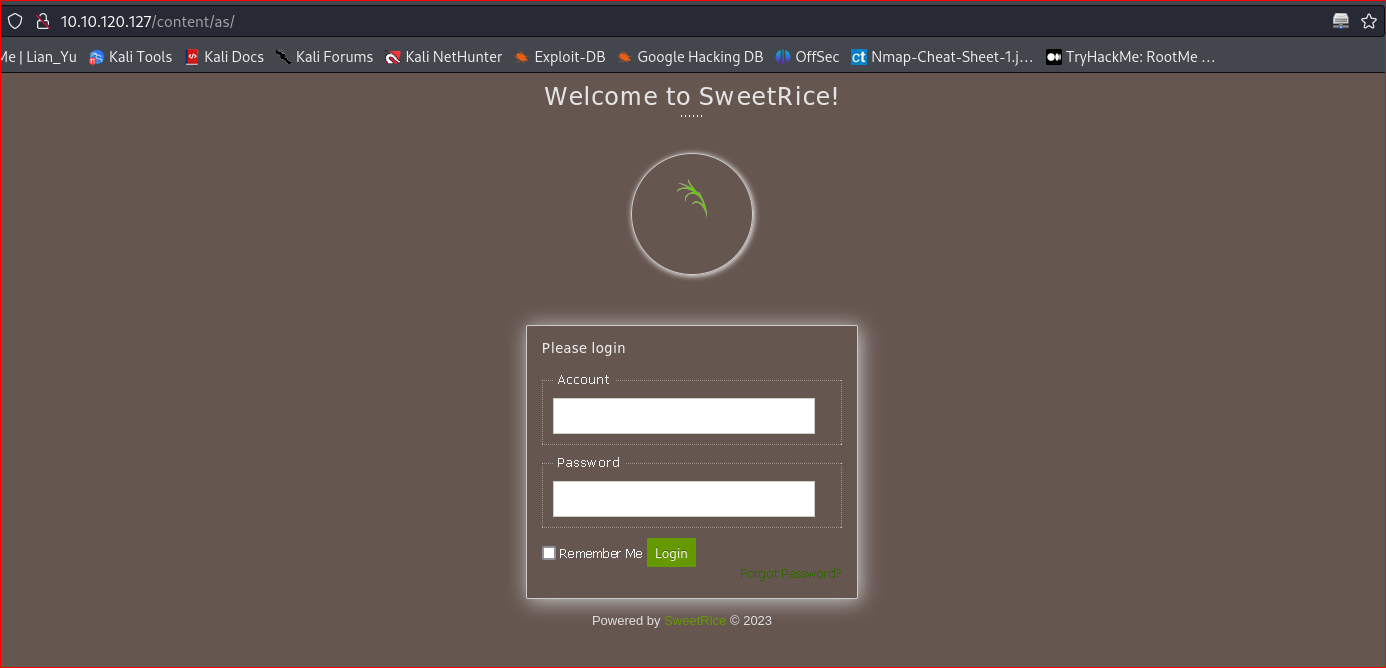 10.10.120.127/content/as/
Me | Lian_Yu Kali Tools Kali Docs Kali Forums Kali NetHunter Exploit-DB Google Hacking DB OffSec ct Nmap-Cheat-Sheet-1.j… TryHackMe: RootMe …
Welcome to SweetRice!
......
Please login
Account
Password
Remember Me Login
Forgot Password?
Powered by SweetRice © 2023